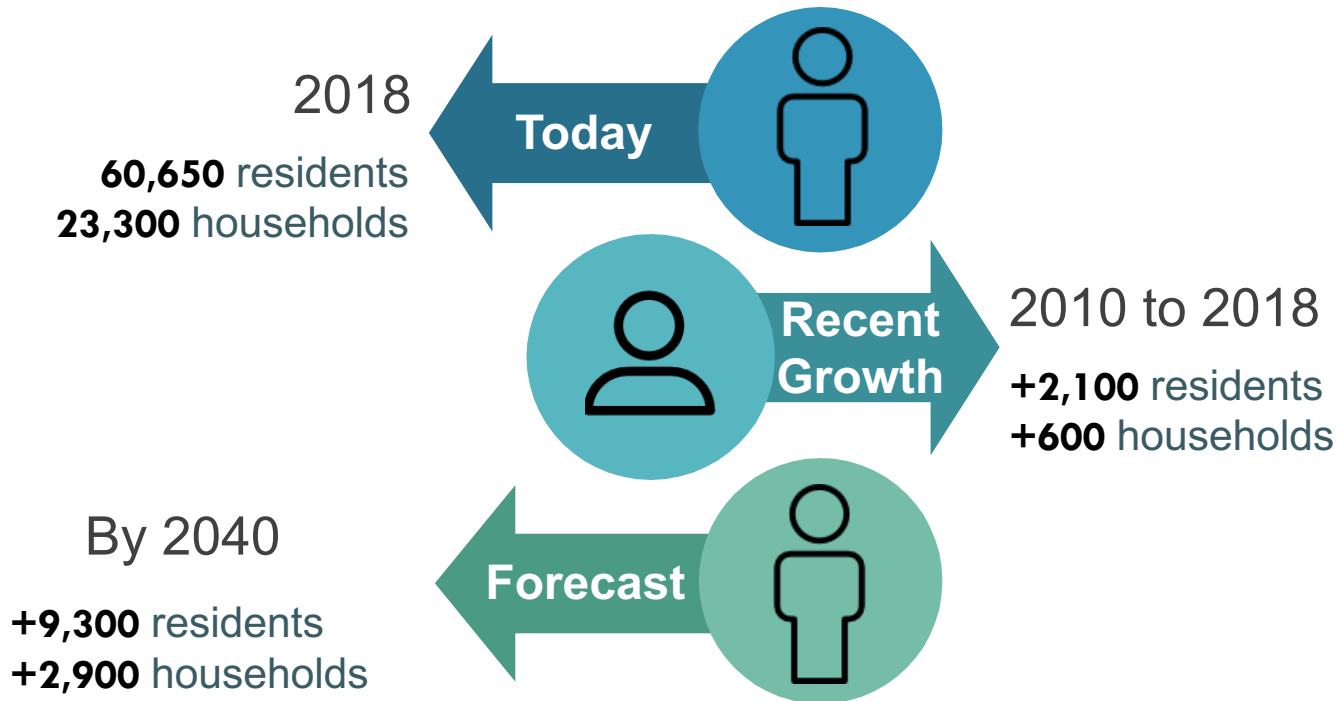 2018
60,650 residents
23,300 households
Today
Recent
Growth
2010 to 2018
+2,100 residents
+600 households
By 2040
+9,300 residents
+2,900 households
Forecast